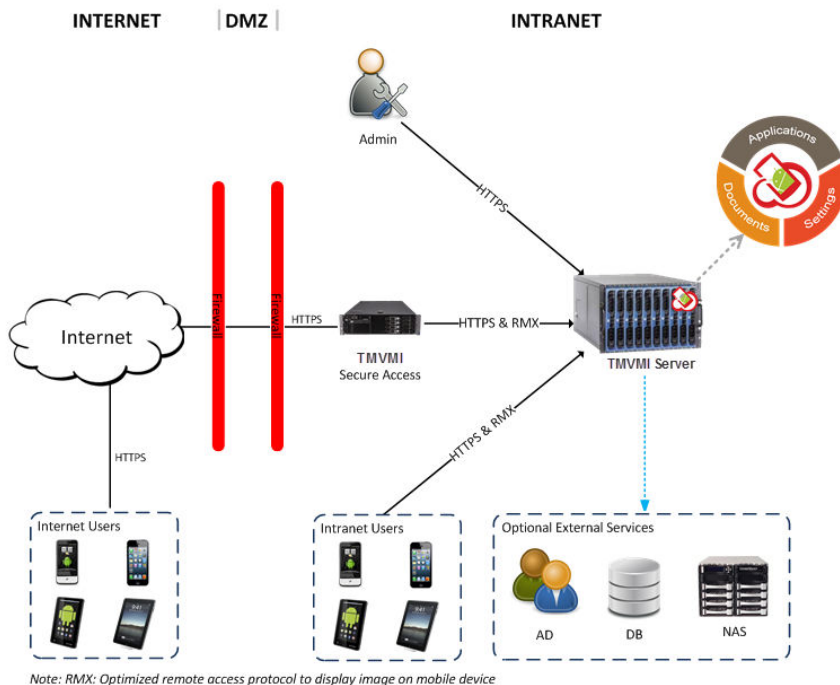 INTERNET
DMZ
INTRANET
Admin
HTTPS
Applications
Documents
Settings
Internet
Firewall
Firewall
HTTPS
TMVMI
Secure Access
HTTPS & RMX
TMVMI Server
HTTPS
HTTPS & RMX
Internet Users
Intranet Users
Optional External Services
AD
DB
NAS
Note: RMX: Optimized remote access protocol to display image on mobile device